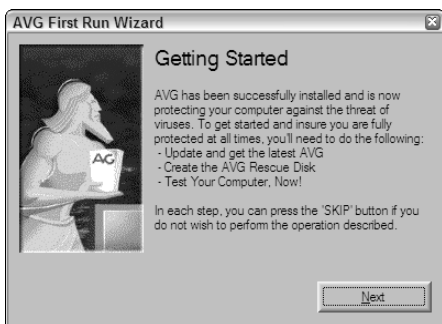 AVG First Run Wizard
Getting Started
AVG has been successfully installed and is now
protecting your computer against the threat of
viruses. To get started and insure you are fully
protected at all times, you'll need to do the following:
- Update and get the latest AVG
- Create the AVG Rescue Disk
- Test Your Computer, Now!
In each step, you can press the "SKIP" button if you
do not wish to perform the operation described.
AG
Next